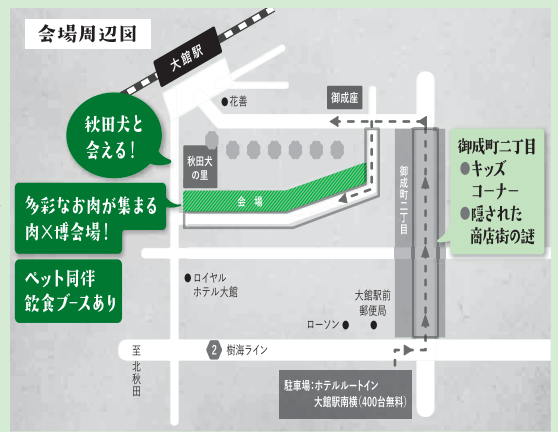 会場周辺図
大館駅
花善
御成座
秋田犬と
会える！
秋田犬
の里
御成町二丁目
●キッズ
コーナー
●隠された
商店街の謎
多彩なお肉が集まる
肉×博会場！
会場
御成町二丁目
ペット同伴
飲食ブースあり
●ロイヤル
ホテル大館
大館駅前
郵便局
ローソン●
至北秋田
2 樹海ライン
駐車場：ホテルルートイン
大館駅南横（400台無料）